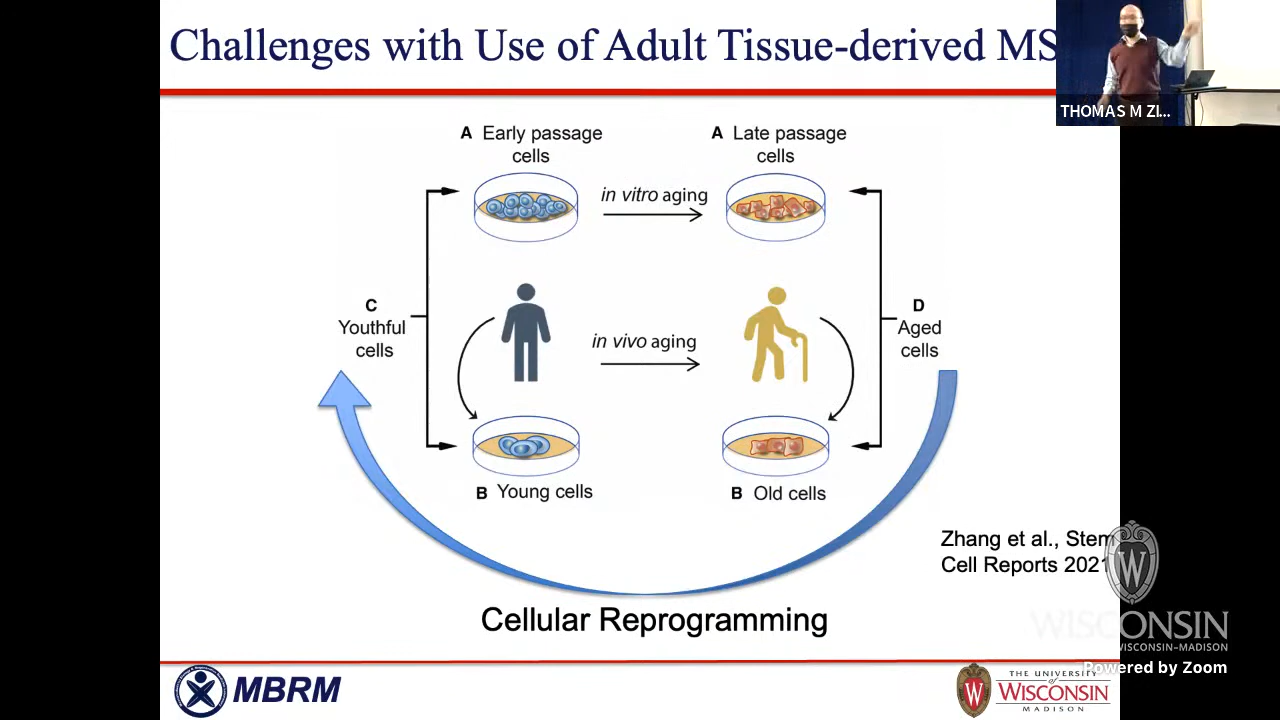 Challenges with Use of Adult Tissue-derived MS
THOMAS M ZI...
A Early passage
cells
A Late passage
cells
in vitro aging
C
Youthful
cells
D
Aged
cells
in vivo aging
B Young cells
B Old cells
Zhang et al., Stem
Cell Reports 2021
Cellular Reprogramming
W
WISCONSIN
WISCONSIN–MADISON
Powered by Zoom
MBRM
W
THE UNIVERSITY
of
WISCONSIN
MADISON